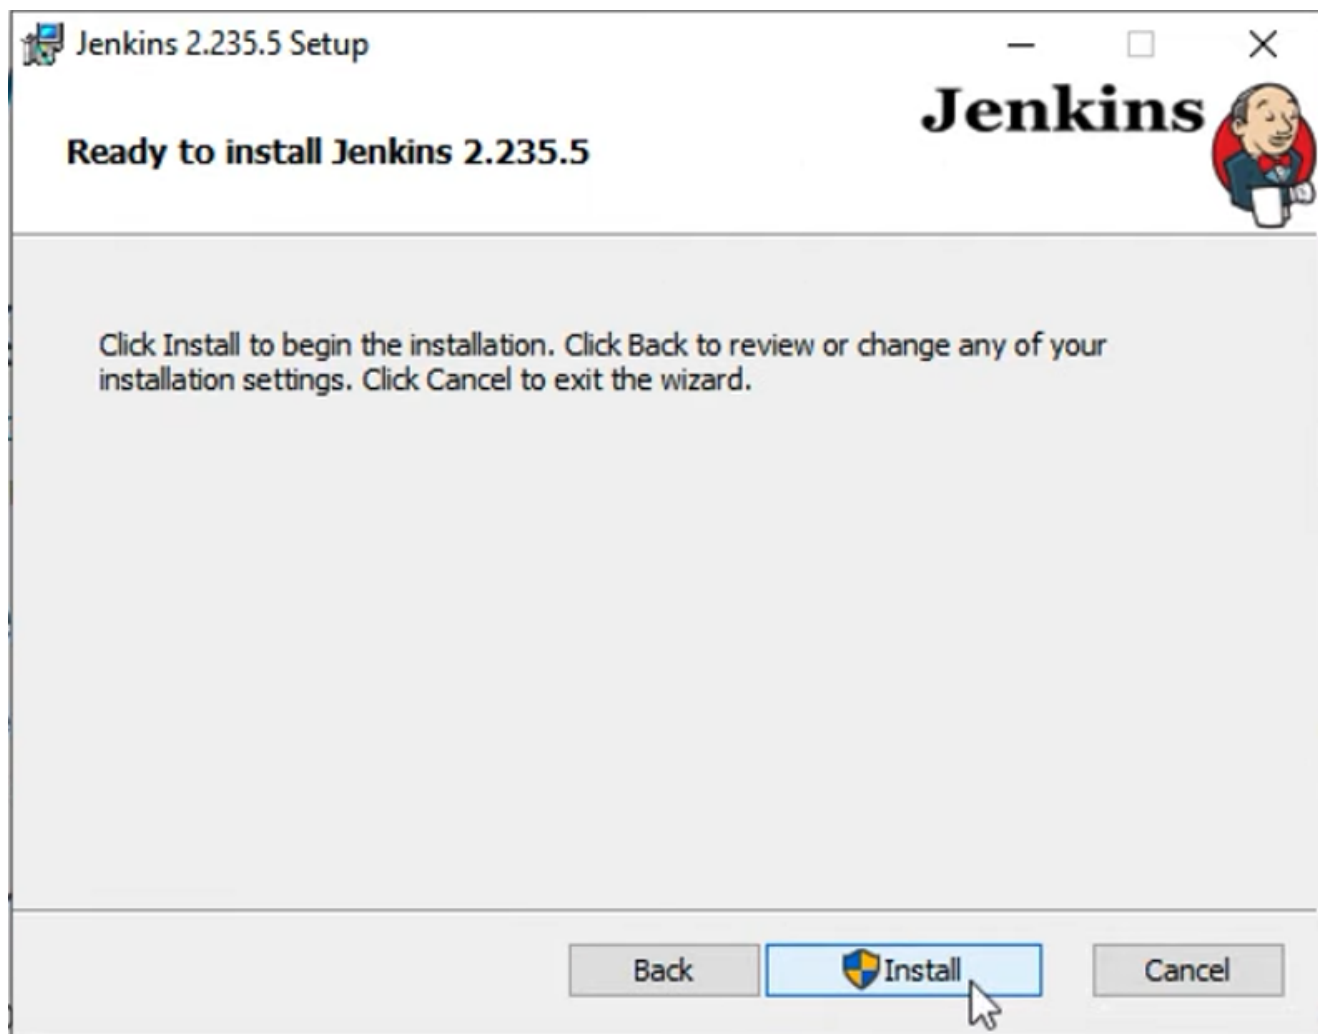 Jenkins 2.235.5 Setup
Jenkins
Ready to install Jenkins 2.235.5
Click Install to begin the installation. Click Back to review or change any of your
installation settings. Click Cancel to exit the wizard.
Back
Install
Cancel